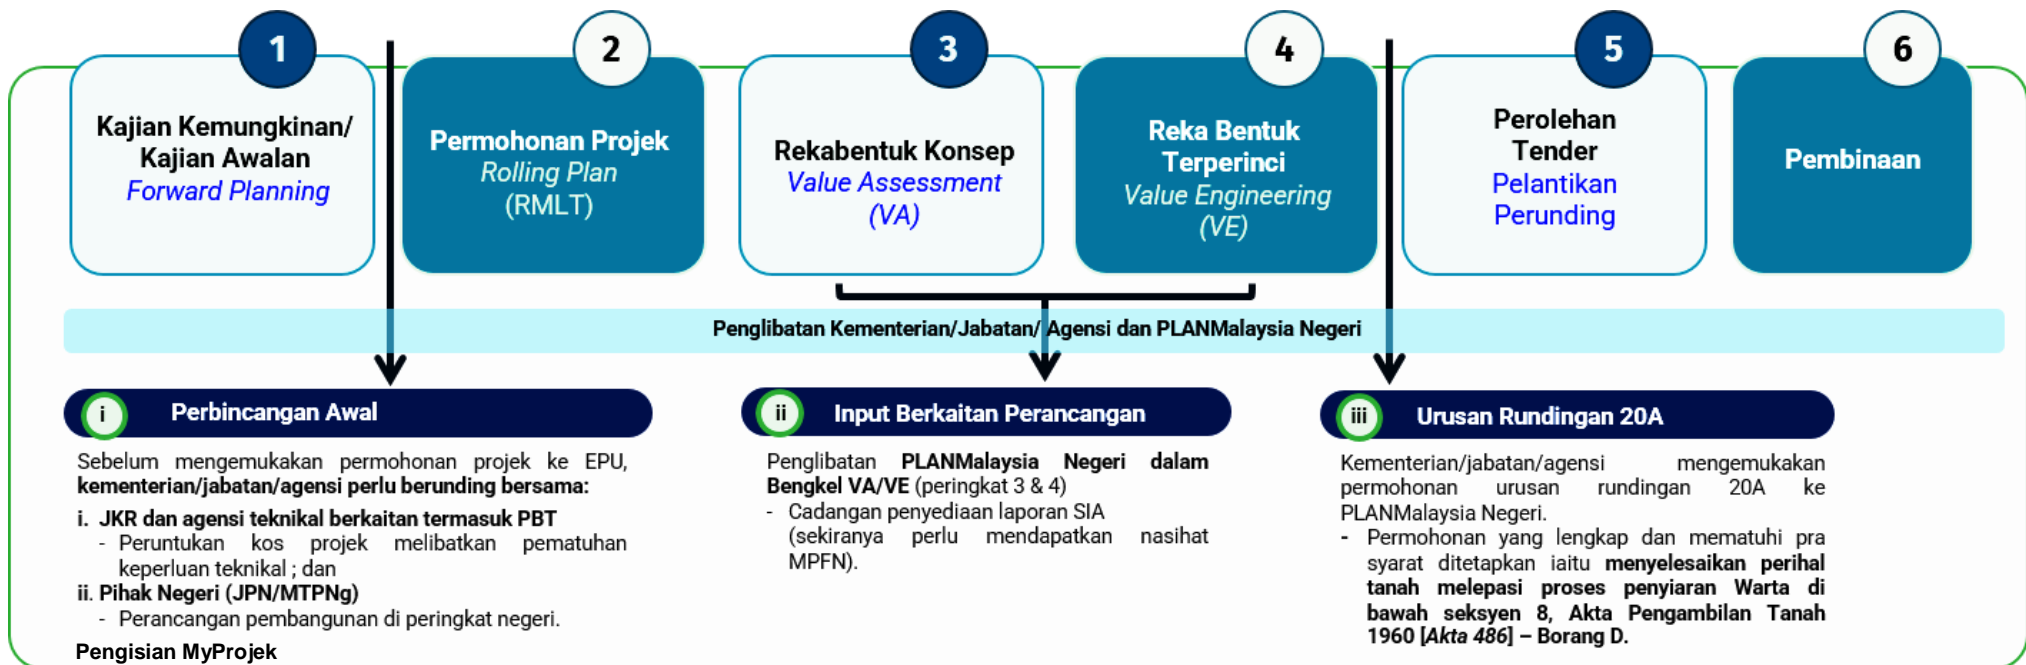 1
Kajian Kemungkinan/
Kajian Awalan
Forward Planning
2
Permohonan Projek
Rolling Plan
(RMLT)
3
Rekabentuk Konsep
Value Assessment
(VA)
4
Reka Bentuk
Terperinci
Value Engineering
(VE)
5
Perolehan
Tender
Pelantikan
Perunding
6
Pembinaan
Penglibatan Kementerian/Jabatan/ Agensi dan PLANMalaysia Negeri
i
Perbincangan Awal
Sebelum mengemukakan permohonan projek ke EPU,
kementerian/jabatan/agensi perlu berunding bersama:
i. JKR dan agensi teknikal berkaitan termasuk PBT
- Peruntukan kos projek melibatkan pematuhan
keperluan teknikal ; dan
ii. Pihak Negeri (JPN/MTPNg)
- Perancangan pembangunan di peringkat negeri.
Pengisian MyProjek
ii
Input Berkaitan Perancangan
Penglibatan PLANMalaysia Negeri dalam
Bengkel VA/VE (peringkat 3 & 4)
- Cadangan penyediaan laporan SIA
(sekiranya perlu mendapatkan nasihat
MPFN).
iii
Urusan Rundingan 20A
Kementerian/jabatan/agensi mengemukakan
permohonan urusan rundingan 20A ke
PLANMalaysia Negeri.
- Permohonan yang lengkap dan mematuhi pra
syarat ditetapkan iaitu menyelesaikan perihal
tanah melepasi proses penyiaran Warta di
bawah seksyen 8, Akta Pengambilan Tanah
1960 [Akta 486] – Borang D.